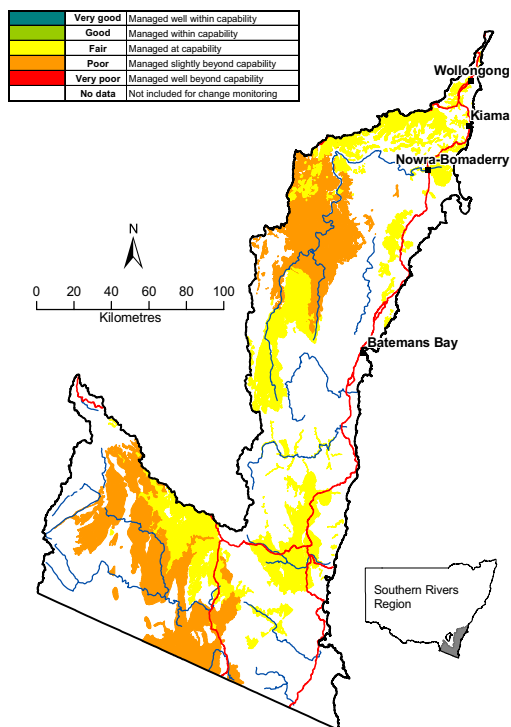 Very good Managed well within capability
Good Managed within capability
Fair Managed at capability
Poor Managed slightly beyond capability
Very poor Managed well beyond capability
No data Not included for change monitoring
Wollongong
Kiama
Nowra-Bomaderry
N
0 20 40 60 80 100
Kilometres
Batemans Bay
Southern Rivers
Region